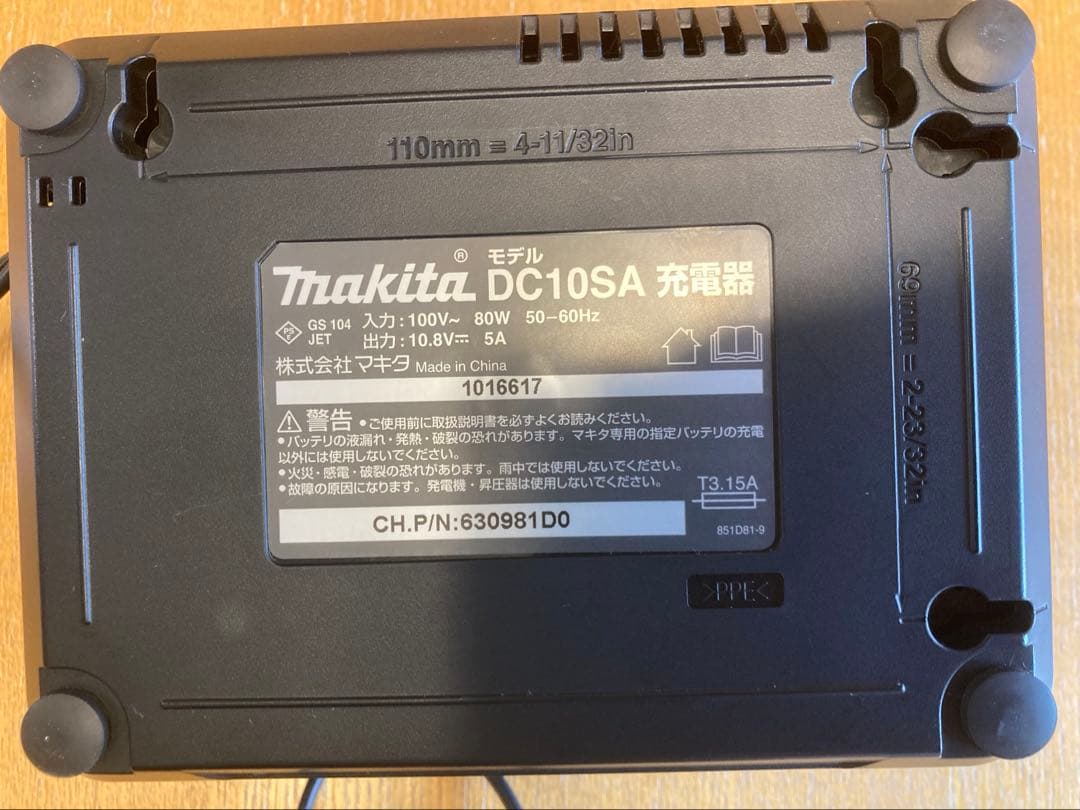 110mm = 4-11/32in
makita® モデル DC10SA 充電器
PS E GS 104 JET
入力:100V~ 80W 50-60Hz
出力:10.8V⎓ 5A
株式会社 マキタ Made in China
1016617
警告 •ご使用前に取扱説明書を必ずよくお読みください。
•バッテリの液漏れ・発熱・破裂の恐れがあります。マキタ専用の指定バッテリの充電
以外には使用しないでください。
•火災・感電・破裂の恐れがあります。雨中では使用しないでください。
•故障の原因になります。発電機・昇圧器は使用しないでください。
T3.15A
CH.P/N:630981D0
851D81-9
>PPE<
69mm = 2-23/32in